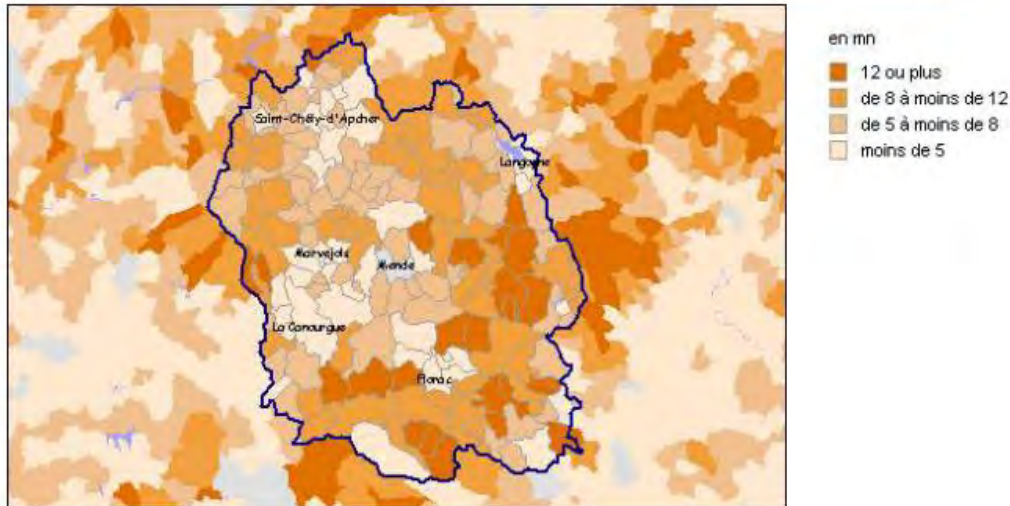 en mn
12 ou plus
de 8 à moins de 12
de 5 à moins de 8
moins de 5
Saint-Chély-d'Apcher
Langogne
Marvejols
Mende
La Canourgue
Florac